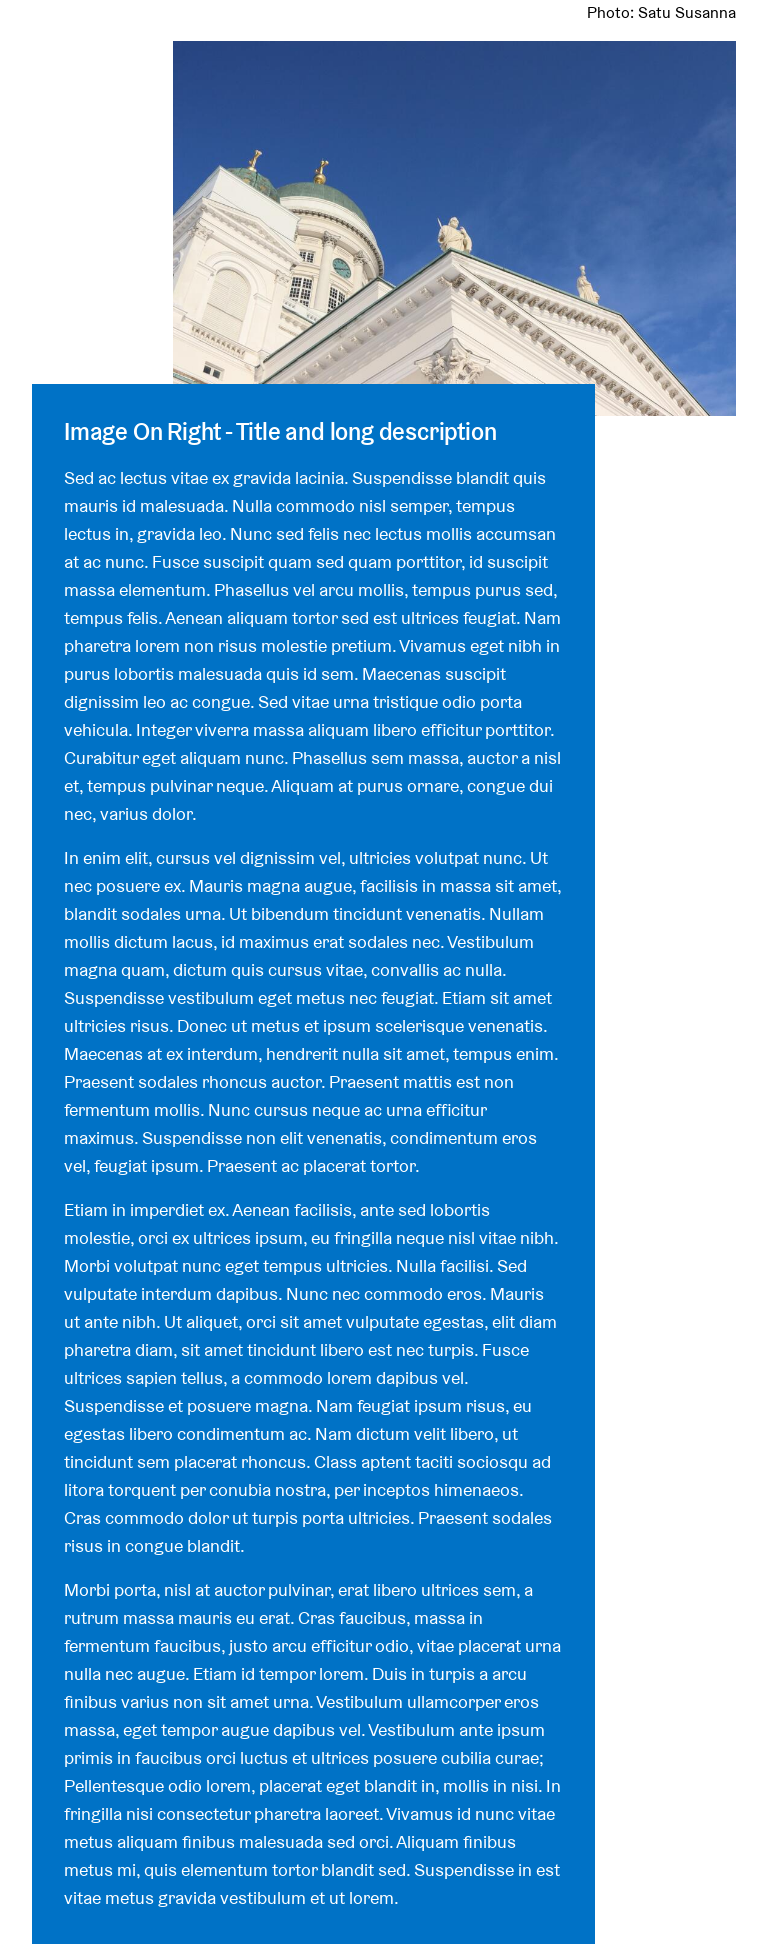 Photo: Satu Susanna
Image On Right - Title and long description
Sed ac lectus vitae ex gravida lacinia. Suspendisse blandit quis
mauris id malesuada. Nulla commodo nisl semper, tempus
lectus in, gravida leo. Nunc sed felis nec lectus mollis accumsan
at ac nunc. Fusce suscipit quam sed quam porttitor, id suscipit
massa elementum. Phasellus vel arcu mollis, tempus purus sed,
tempus felis. Aenean aliquam tortor sed est ultrices feugiat. Nam
pharetra lorem non risus molestie pretium. Vivamus eget nibh in
purus lobortis malesuada quis id sem. Maecenas suscipit
dignissim leo ac congue. Sed vitae urna tristique odio porta
vehicula. Integer viverra massa aliquam libero efficitur porttitor.
Curabitur eget aliquam nunc. Phasellus sem massa, auctor a nisl
et, tempus pulvinar neque. Aliquam at purus ornare, congue dui
nec, varius dolor.
In enim elit, cursus vel dignissim vel, ultricies volutpat nunc. Ut
nec posuere ex. Mauris magna augue, facilisis in massa sit amet,
blandit sodales urna. Ut bibendum tincidunt venenatis. Nullam
mollis dictum lacus, id maximus erat sodales nec. Vestibulum
magna quam, dictum quis cursus vitae, convallis ac nulla.
Suspendisse vestibulum eget metus nec feugiat. Etiam sit amet
ultricies risus. Donec ut metus et ipsum scelerisque venenatis.
Maecenas at ex interdum, hendrerit nulla sit amet, tempus enim.
Praesent sodales rhoncus auctor. Praesent mattis est non
fermentum mollis. Nunc cursus neque ac urna efficitur
maximus. Suspendisse non elit venenatis, condimentum eros
vel, feugiat ipsum. Praesent ac placerat tortor.
Etiam in imperdiet ex. Aenean facilisis, ante sed lobortis
molestie, orci ex ultrices ipsum, eu fringilla neque nisl vitae nibh.
Morbi volutpat nunc eget tempus ultricies. Nulla facilisi. Sed
vulputate interdum dapibus. Nunc nec commodo eros. Mauris
ut ante nibh. Ut aliquet, orci sit amet vulputate egestas, elit diam
pharetra diam, sit amet tincidunt libero est nec turpis. Fusce
ultrices sapien tellus, a commodo lorem dapibus vel.
Suspendisse et posuere magna. Nam feugiat ipsum risus, eu
egestas libero condimentum ac. Nam dictum velit libero, ut
tincidunt sem placerat rhoncus. Class aptent taciti sociosqu ad
litora torquent per conubia nostra, per inceptos himenaeos.
Cras commodo dolor ut turpis porta ultricies. Praesent sodales
risus in congue blandit.
Morbi porta, nisl at auctor pulvinar, erat libero ultrices sem, a
rutrum massa mauris eu erat. Cras faucibus, massa in
fermentum faucibus, justo arcu efficitur odio, vitae placerat urna
nulla nec augue. Etiam id tempor lorem. Duis in turpis a arcu
finibus varius non sit amet urna. Vestibulum ullamcorper eros
massa, eget tempor augue dapibus vel. Vestibulum ante ipsum
primis in faucibus orci luctus et ultrices posuere cubilia curae;
Pellentesque odio lorem, placerat eget blandit in, mollis in nisi. In
fringilla nisi consectetur pharetra laoreet. Vivamus id nunc vitae
metus aliquam finibus malesuada sed orci. Aliquam finibus
metus mi, quis elementum tortor blandit sed. Suspendisse in est
vitae metus gravida vestibulum et ut lorem.